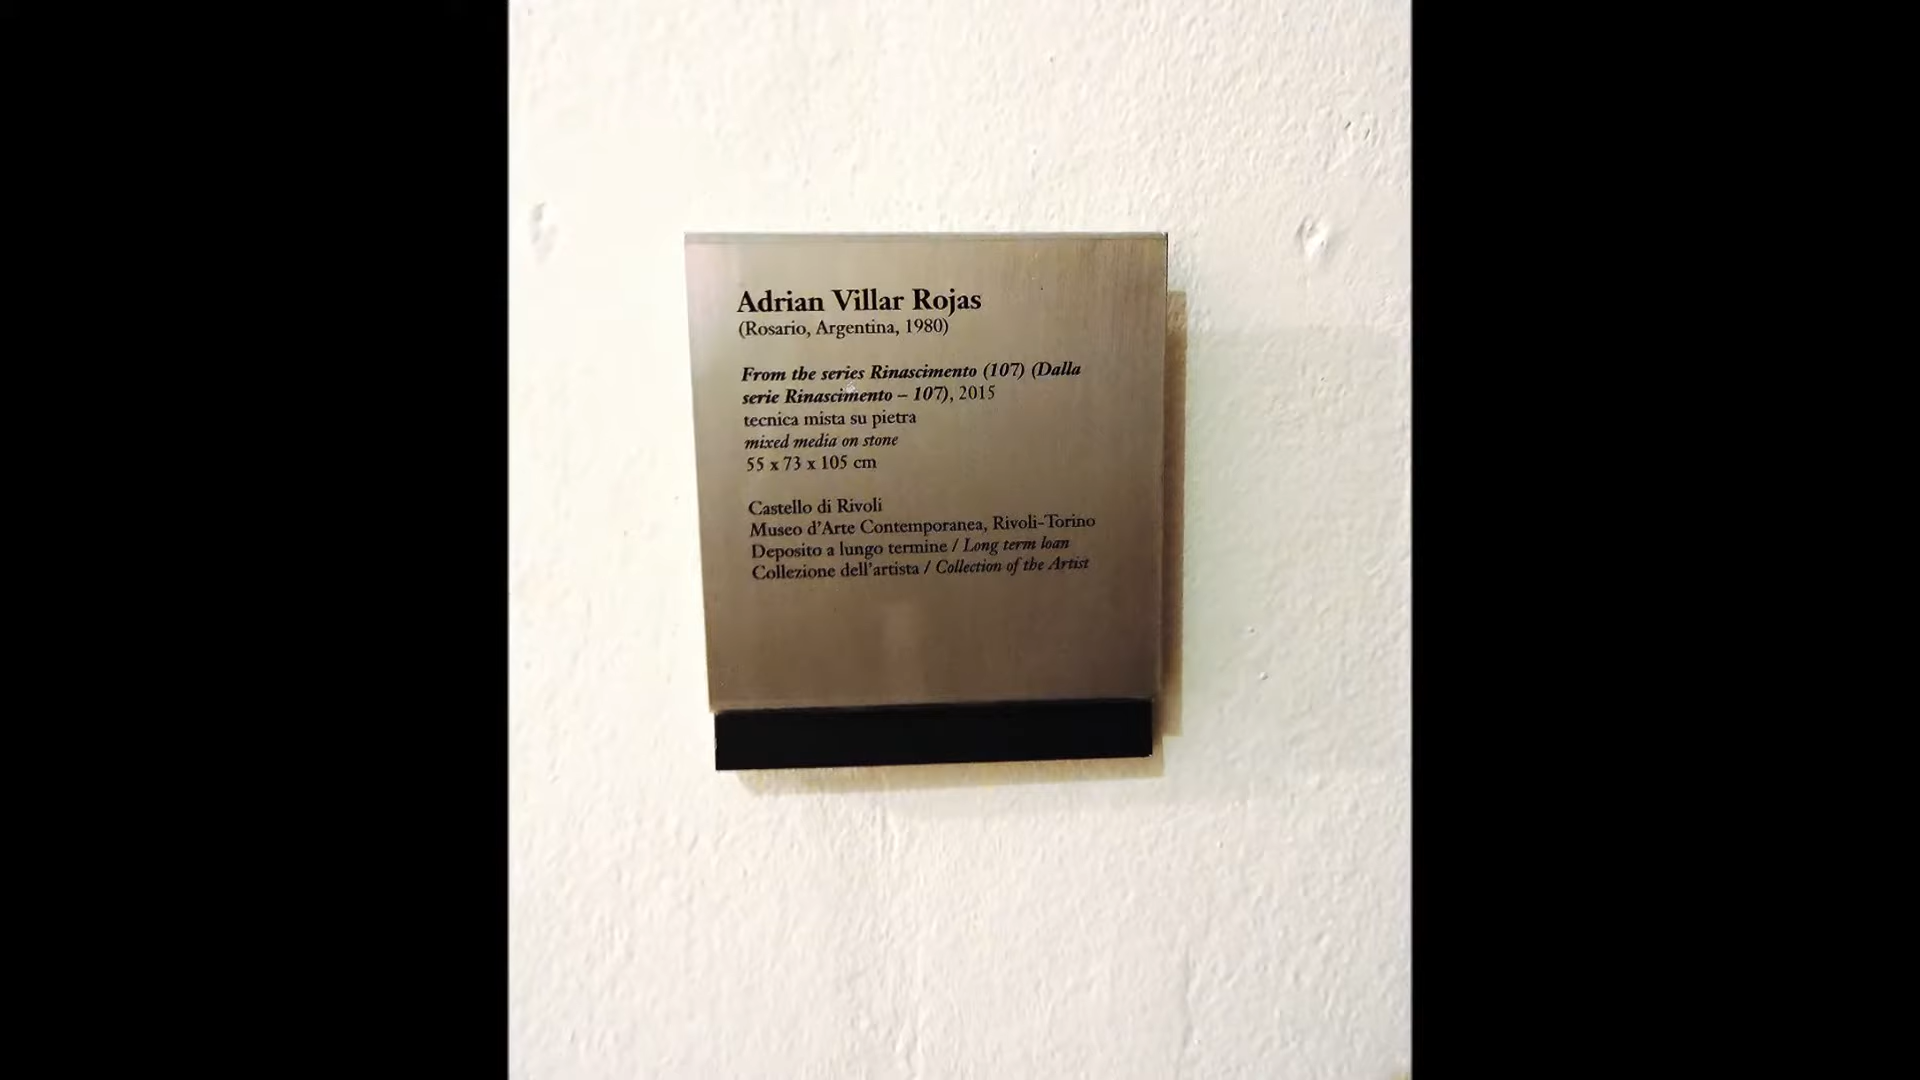 Adrian Villar Rojas
(Rosario, Argentina, 1980)
From the series Rinascimento (107) (Dalla
serie Rinascimento – 107), 2015
tecnica mista su pietra
mixed media on stone
55 x 73 x 105 cm
Castello di Rivoli
Museo d'Arte Contemporanea, Rivoli-Torino
Deposito a lungo termine / Long term loan
Collezione dell'artista / Collection of the Artist